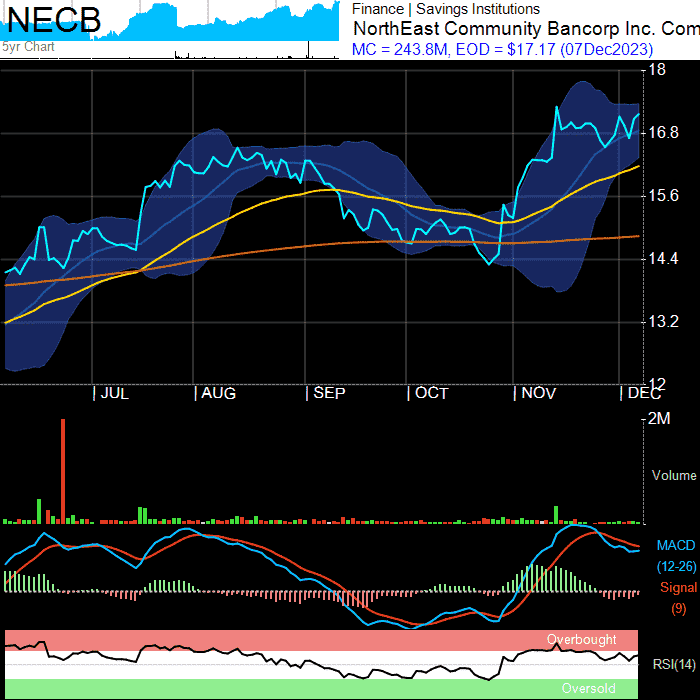 NECB
5yr Chart
Finance | Savings Institutions
NorthEast Community Bancorp Inc. Com
MC = 243.8M, EOD = $17.17 (07Dec2023)
18
16.8
15.6
14.4
13.2
12
JUL AUG SEP OCT NOV DEC
2M
Volume
MACD
(12-26)
Signal
(9)
Overbought
RSI(14)
Oversold